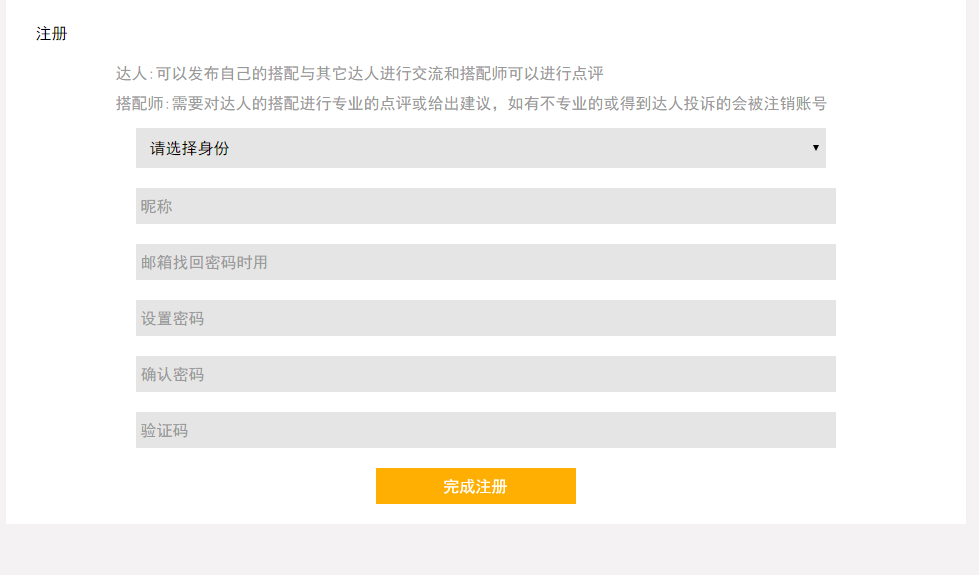 注册
达人:可以发布自己的搭配与其它达人进行交流和搭配师可以进行点评
搭配师:需要对达人的搭配进行专业的点评或给出建议，如有不专业的或得到达人投诉的会被注销账号
请选择身份
昵称
邮箱找回密码时用
设置密码
确认密码
验证码
完成注册